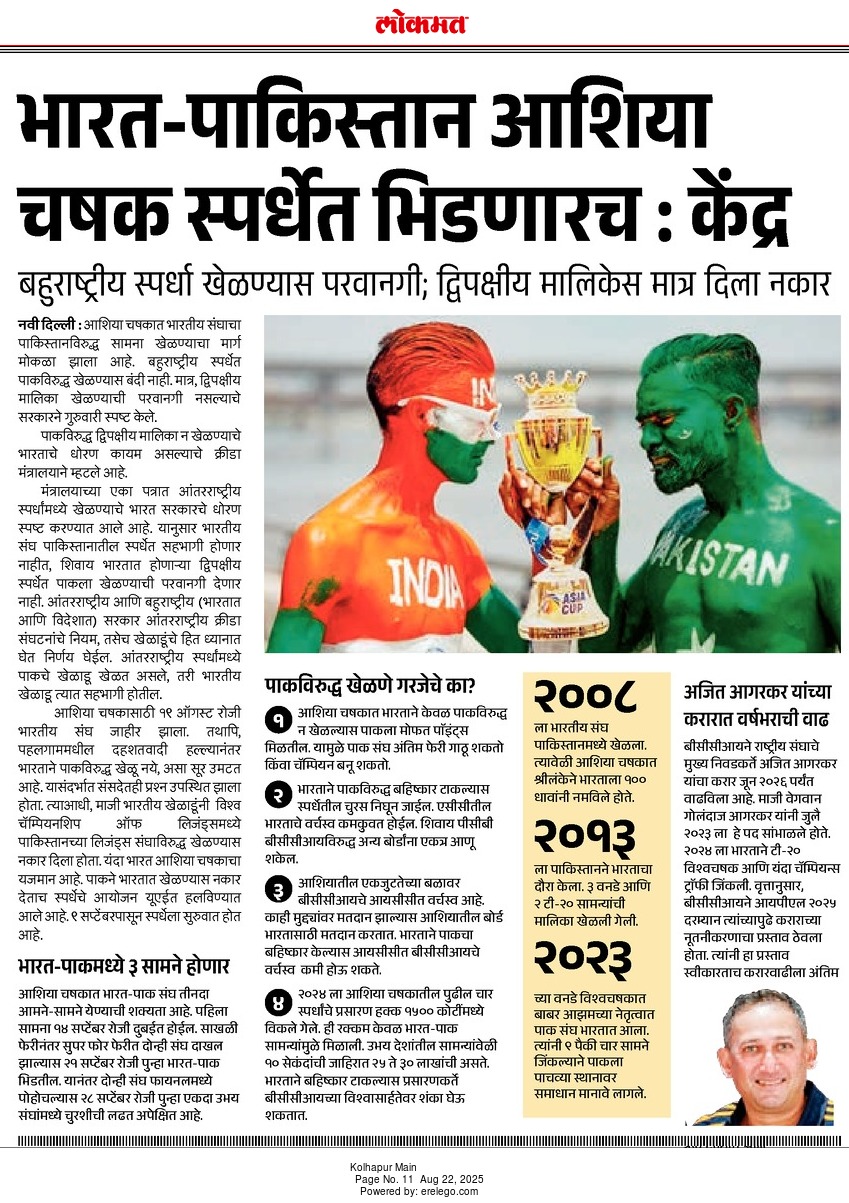 लोकमत
भारत-पाकिस्तान आशिया
चषक स्पर्धेत भिडणारच : केंद्र
बहुराष्ट्रीय स्पर्धा खेळण्यास परवानगी; द्विपक्षीय मालिकेस मात्र दिला नकार
नवी दिल्ली : आशिया चषकात भारतीय संघाचा
पाकिस्तानविरुद्ध सामना खेळण्याचा मार्ग
मोकळा झाला आहे. बहुराष्ट्रीय स्पर्धेत
पाकविरुद्ध खेळण्यास बंदी नाही. मात्र, द्विपक्षीय
मालिका खेळण्याची परवानगी नसल्याचे
सरकारने गुरुवारी स्पष्ट केले.
पाकविरुद्ध द्विपक्षीय मालिका न खेळण्याचे
भारताचे धोरण कायम असल्याचे क्रीडा
मंत्रालयाने म्हटले आहे.
मंत्रालयाच्या एका पत्रात आंतरराष्ट्रीय
स्पर्धांमध्ये खेळण्याचे भारत सरकारचे धोरण
स्पष्ट करण्यात आले आहे. यानुसार भारतीय
संघ पाकिस्तानातील स्पर्धेत सहभागी होणार
नाहीत, शिवाय भारतात होणाऱ्या द्विपक्षीय
स्पर्धेत पाकला खेळण्याची परवानगी देणार
नाही. आंतरराष्ट्रीय आणि बहुराष्ट्रीय (भारतात
आणि विदेशात) सरकार आंतरराष्ट्रीय क्रीडा
संघटनांचे नियम, तसेच खेळाडूंचे हित ध्यानात
घेत निर्णय घेईल. आंतरराष्ट्रीय स्पर्धांमध्ये
पाकचे खेळाडू खेळत असले, तरी भारतीय
खेळाडू त्यात सहभागी होतील.
आशिया चषकासाठी १९ ऑगस्ट रोजी
भारतीय संघ जाहीर झाला. तथापि,
पहलगाममधील दहशतवादी हल्ल्यानंतर
भारताने पाकविरुद्ध खेळू नये, असा सूर उमटत
आहे. यासंदर्भात संसदेतही प्रश्न उपस्थित झाला
होता. त्याआधी, माजी भारतीय खेळाडूंनी विश्व
चॅम्पियनशिप ऑफ लिजंड्समध्ये
पाकिस्तानच्या लिजंड्स संघाविरुद्ध खेळण्यास
नकार दिला होता. यंदा भारत आशिया चषकाचा
यजमान आहे. पाकने भारतात खेळण्यास नकार
देताच स्पर्धेचे आयोजन यूएईत हलविण्यात
आले आहे. ९ सप्टेंबरपासून स्पर्धेला सुरुवात होत
आहे.
भारत-पाकमध्ये ३ सामने होणार
आशिया चषकात भारत-पाक संघ तीनदा
आमने-सामने येण्याची शक्यता आहे. पहिला
सामना १४ सप्टेंबर रोजी दुबईत होईल. साखळी
फेरीनंतर सुपर फोर फेरीत दोन्ही संघ दाखल
झाल्यास २१ सप्टेंबर रोजी पुन्हा भारत-पाक
भिडतील. यानंतर दोन्ही संघ फायनलमध्ये
पोहोचल्यास २८ सप्टेंबर रोजी पुन्हा एकदा उभय
संघांमध्ये चुरशीची लढत अपेक्षित आहे.
IN
INDIA
ASIA
CUP
AKISTAN
पाकविरुद्ध खेळणे गरजेचे का?
१ आशिया चषकात भारताने केवळ पाकविरुद्ध
न खेळल्यास पाकला मोफत पॉइंट्स
मिळतील. यामुळे पाक संघ अंतिम फेरी गाठू शकतो
किंवा चॅम्पियन बनू शकतो.
२ भारताने पाकविरुद्ध बहिष्कार टाकल्यास
स्पर्धेतील चुरस निघून जाईल. एसीसीतील
भारताचे वर्चस्व कमकुवत होईल. शिवाय पीसीबी
बीसीसीआयविरुद्ध अन्य बोर्डांना एकत्र आणू
शकेल.
३ आशियातील एकजुटतेच्या बळावर
बीसीसीआयचे आयसीसीत वर्चस्व आहे.
काही मुद्द्यांवर मतदान झाल्यास आशियातील बोर्ड
भारतासाठी मतदान करतात. भारताने पाकचा
बहिष्कार केल्यास आयसीसीत बीसीसीआयचे
वर्चस्व कमी होऊ शकते.
४ २०२४ ला आशिया चषकातील पुढील चार
स्पर्धांचे प्रसारण हक्क १५०० कोटींमध्ये
विकले गेले. ही रक्कम केवळ भारत-पाक
सामन्यांमुळे मिळाली. उभय देशांतील सामन्यांवेळी
१० सेकंदांची जाहिरात २५ ते ३० लाखांची असते.
भारताने बहिष्कार टाकल्यास प्रसारणकर्ते
बीसीसीआयच्या विश्वासार्हतेवर शंका घेऊ
शकतात.
२००८
ला भारतीय संघ
पाकिस्तानमध्ये खेळला.
त्यावेळी आशिया चषकात
श्रीलंकेने भारताला १००
धावांनी नमविले होते.
२०१३
ला पाकिस्तानने भारताचा
दौरा केला. ३ वनडे आणि
२ टी-२० सामन्यांची
मालिका खेळली गेली.
२०२३
च्या वनडे विश्वचषकात
बाबर आझमच्या नेतृत्वात
पाक संघ भारतात आला.
त्यांनी ९ पैकी चार सामने
जिंकल्याने पाकला
पाचव्या स्थानावर
समाधान मानावे लागले.
अजित आगरकर यांच्या
करारात वर्षभराची वाढ
बीसीसीआयने राष्ट्रीय संघाचे
मुख्य निवडकर्ते अजित आगरकर
यांचा करार जून २०२६ पर्यंत
वाढविला आहे. माजी वेगवान
गोलंदाज आगरकर यांनी जुलै
२०२३ ला हे पद सांभाळले होते.
२०२४ ला भारताने टी-२०
विश्वचषक आणि यंदा चॅम्पियन्स
ट्रॉफी जिंकली. वृत्तानुसार,
बीसीसीआयने आयपीएल २०२५
दरम्यान त्यांच्यापुढे कराराच्या
नूतनीकरणाचा प्रस्ताव ठेवला
होता. त्यांनी हा प्रस्ताव
स्वीकारताच करारवाढीला अंतिम
Kolhapur Main
Page No. 11 Aug 22, 2025
Powered by: erelego.com